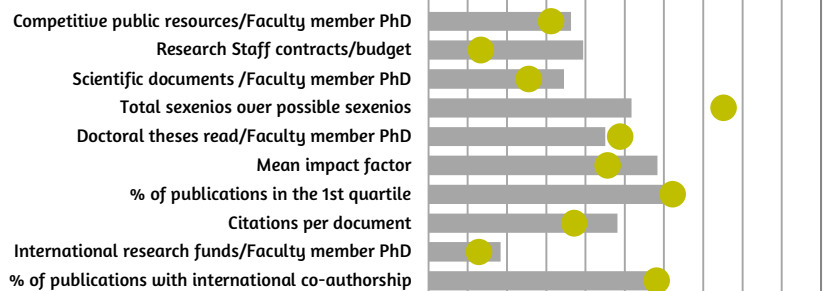 Competitive public resources/Faculty member PhD
Research Staff contracts/budget
Scientific documents /Faculty member PhD
Total sexenios over possible sexenios
Doctoral theses read/Faculty member PhD
Mean impact factor
% of publications in the 1st quartile
Citations per document
International research funds/Faculty member PhD
% of publications with international co-authorship